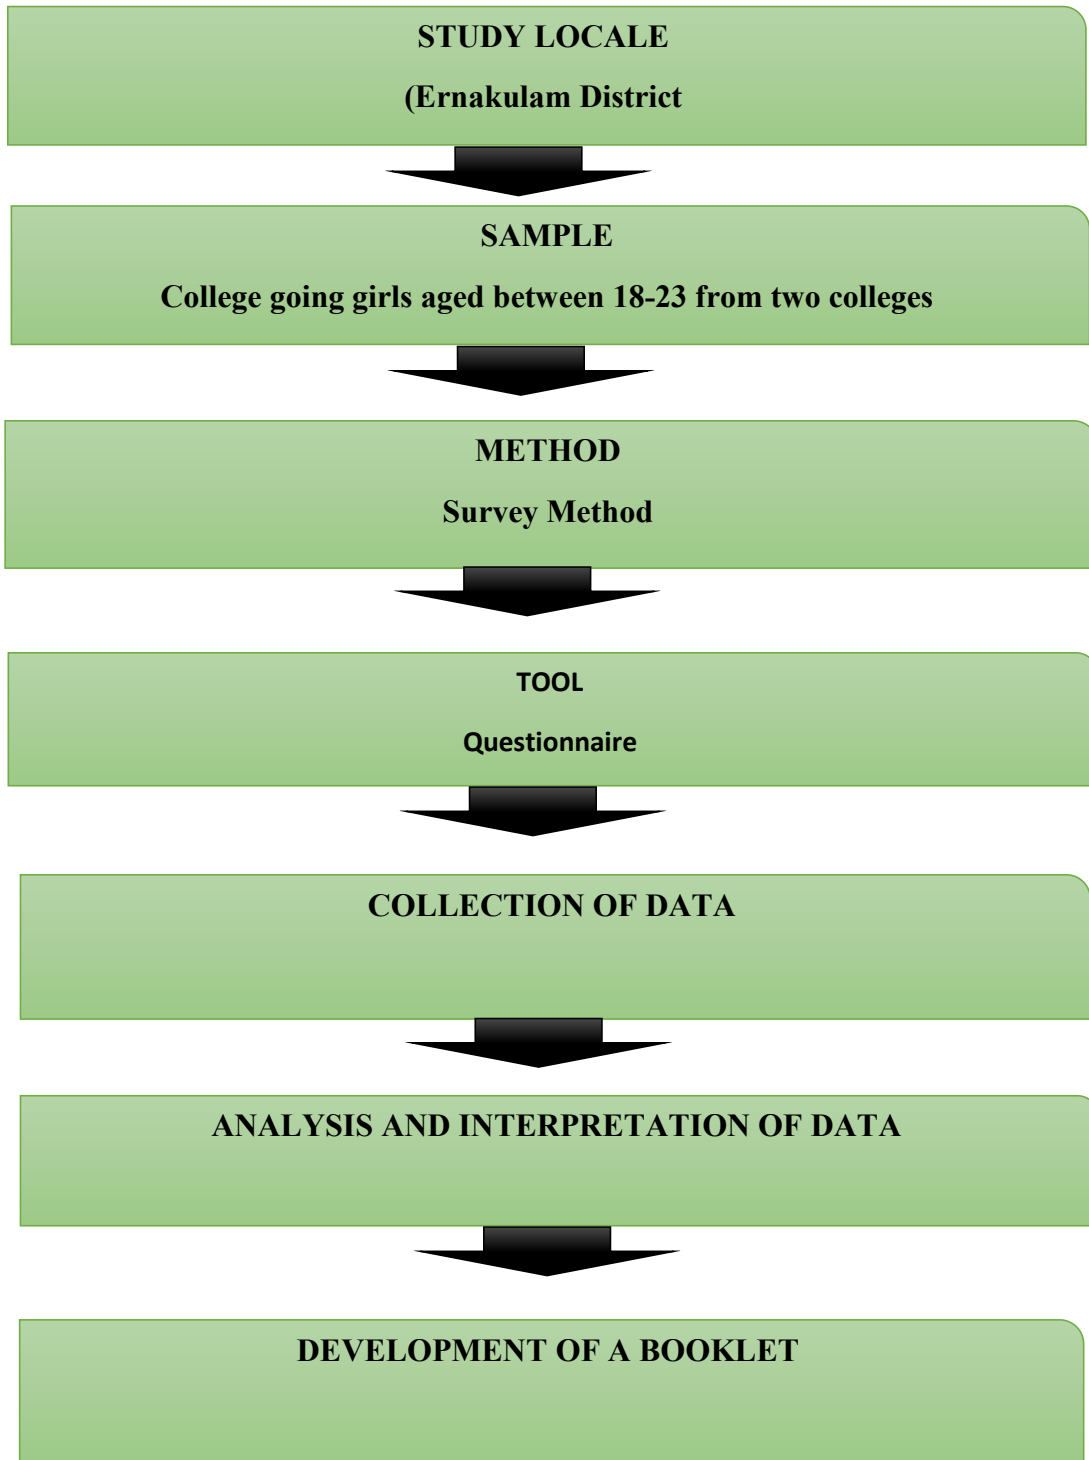 STUDY LOCALE
(Ernakulam District
SAMPLE
College going girls aged between 18-23 from two colleges
METHOD
Survey Method
TOOL
Questionnaire
COLLECTION OF DATA
ANALYSIS AND INTERPRETATION OF DATA
DEVELOPMENT OF A BOOKLET